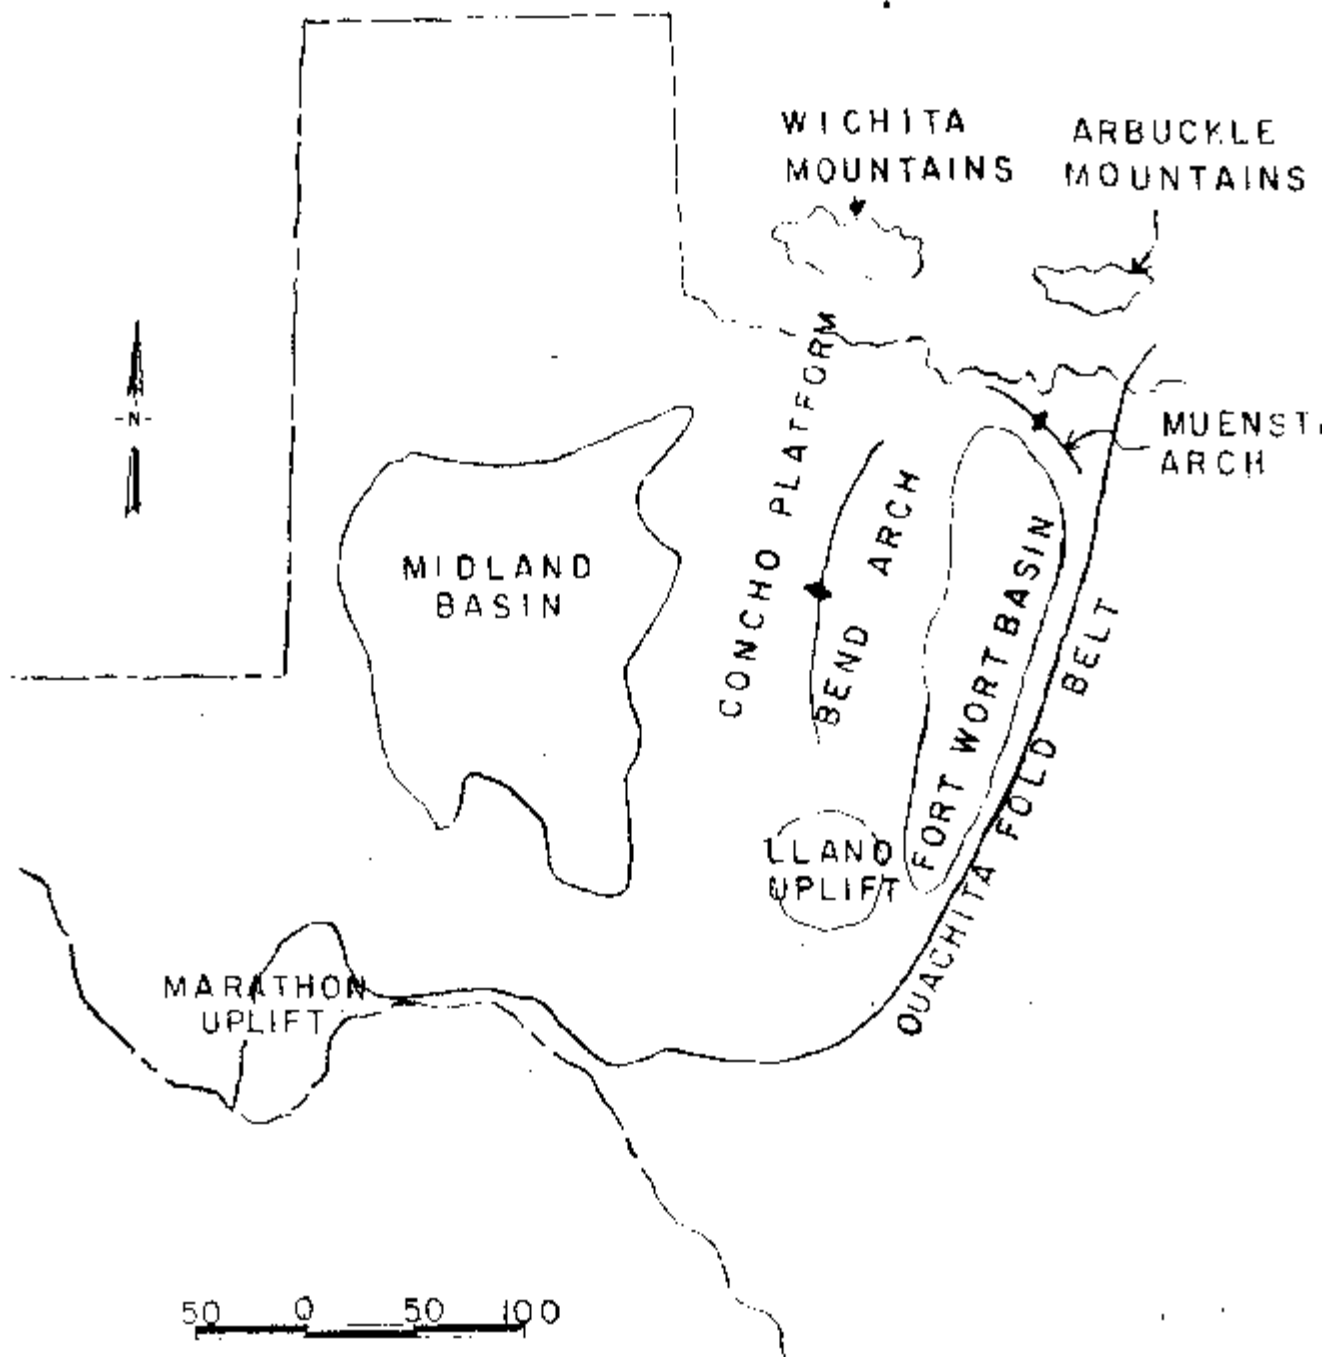 WICHITA
MOUNTAINS
ARBUCKLE
MOUNTAINS
-N-
MUENST.
ARCH
CONCHO PLATFORM
BEND ARCH
FORT WORT BASIN
MIDLAND
BASIN
OUACHITA FOLD BELT
LLANO
UPLIFT
MARATHON
UPLIFT
50 0 50 100